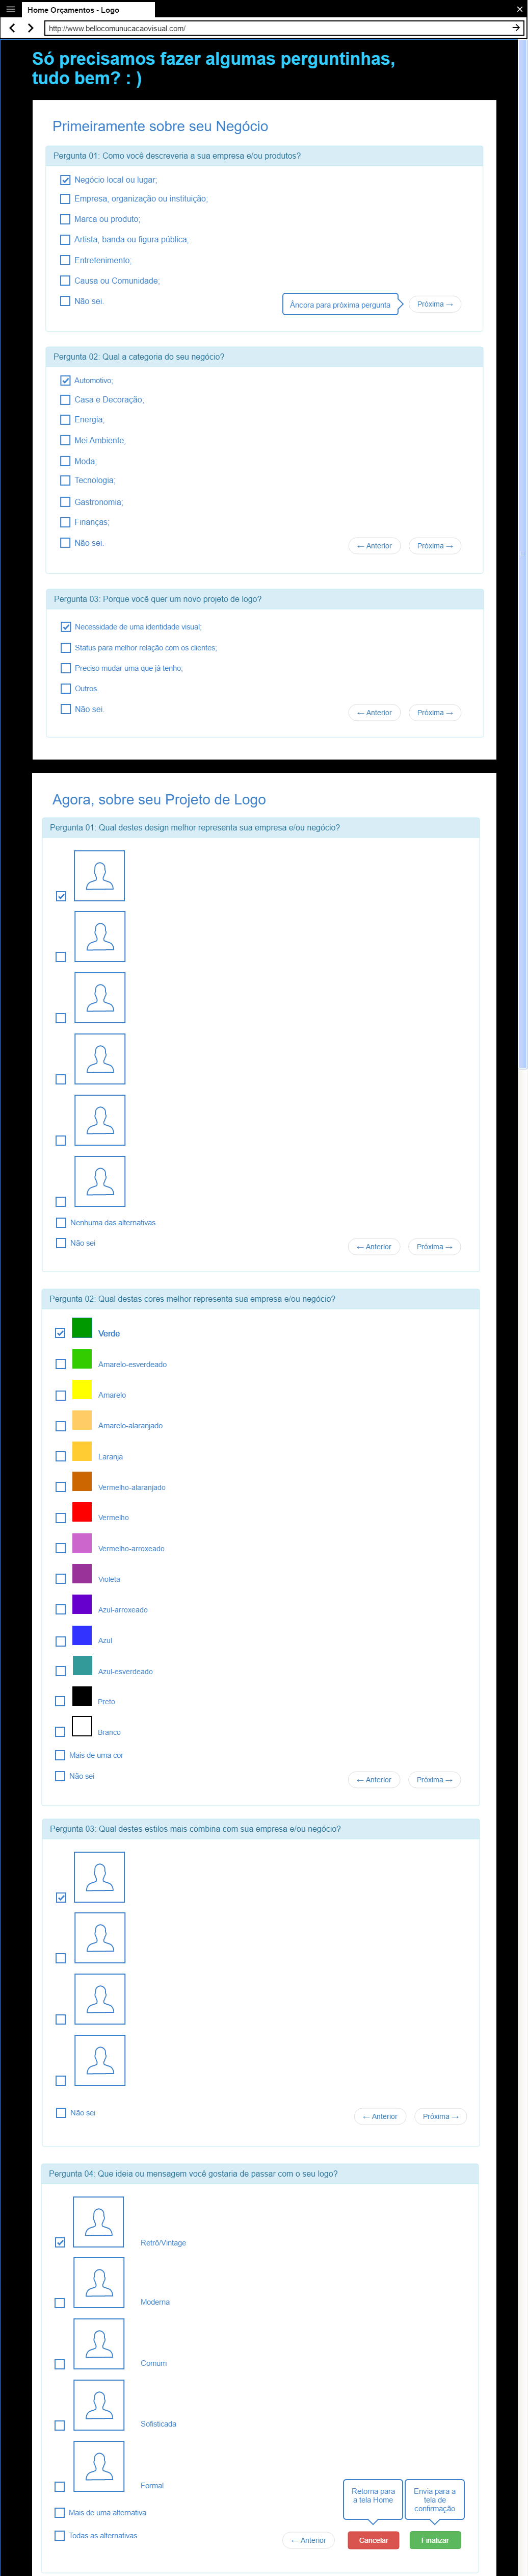 Home Orçamentos - Logo
http://www.bellocomunucacaovisual.com/
Só precisamos fazer algumas perguntinhas,
tudo bem? : )
Primeiramente sobre seu Negócio
Pergunta 01: Como você descreveria a sua empresa e/ou produtos?
Negócio local ou lugar;
Empresa, organização ou instituição;
Marca ou produto;
Artista, banda ou figura pública;
Entretenimento;
Causa ou Comunidade;
Não sei.
Âncora para próxima pergunta
Próxima →
Pergunta 02: Qual a categoria do seu negócio?
Automotivo;
Casa e Decoração;
Energia;
Mei Ambiente;
Moda;
Tecnologia;
Gastronomia;
Finanças;
Não sei.
← Anterior
Próxima →
Pergunta 03: Porque você quer um novo projeto de logo?
Necessidade de uma identidade visual;
Status para melhor relação com os clientes;
Preciso mudar uma que já tenho;
Outros.
Não sei.
← Anterior
Próxima →
Agora, sobre seu Projeto de Logo
Pergunta 01: Qual destes design melhor representa sua empresa e/ou negócio?
Nenhuma das alternativas
Não sei
← Anterior
Próxima →
Pergunta 02: Qual destas cores melhor representa sua empresa e/ou negócio?
Verde
Amarelo-esverdeado
Amarelo
Amarelo-alaranjado
Laranja
Vermelho-alaranjado
Vermelho
Vermelho-arroxeado
Violeta
Azul-arroxeado
Azul
Azul-esverdeado
Preto
Branco
Mais de uma cor
Não sei
← Anterior
Próxima →
Pergunta 03: Qual destes estilos mais combina com sua empresa e/ou negócio?
Não sei
← Anterior
Próxima →
Pergunta 04: Que ideia ou mensagem você gostaria de passar com o seu logo?
Retrô/Vintage
Moderna
Comum
Sofisticada
Formal
Mais de uma alternativa
Todas as alternativas
Retorna para
a tela Home
Envia para a
tela de
confirmação
← Anterior
Cancelar
Finalizar